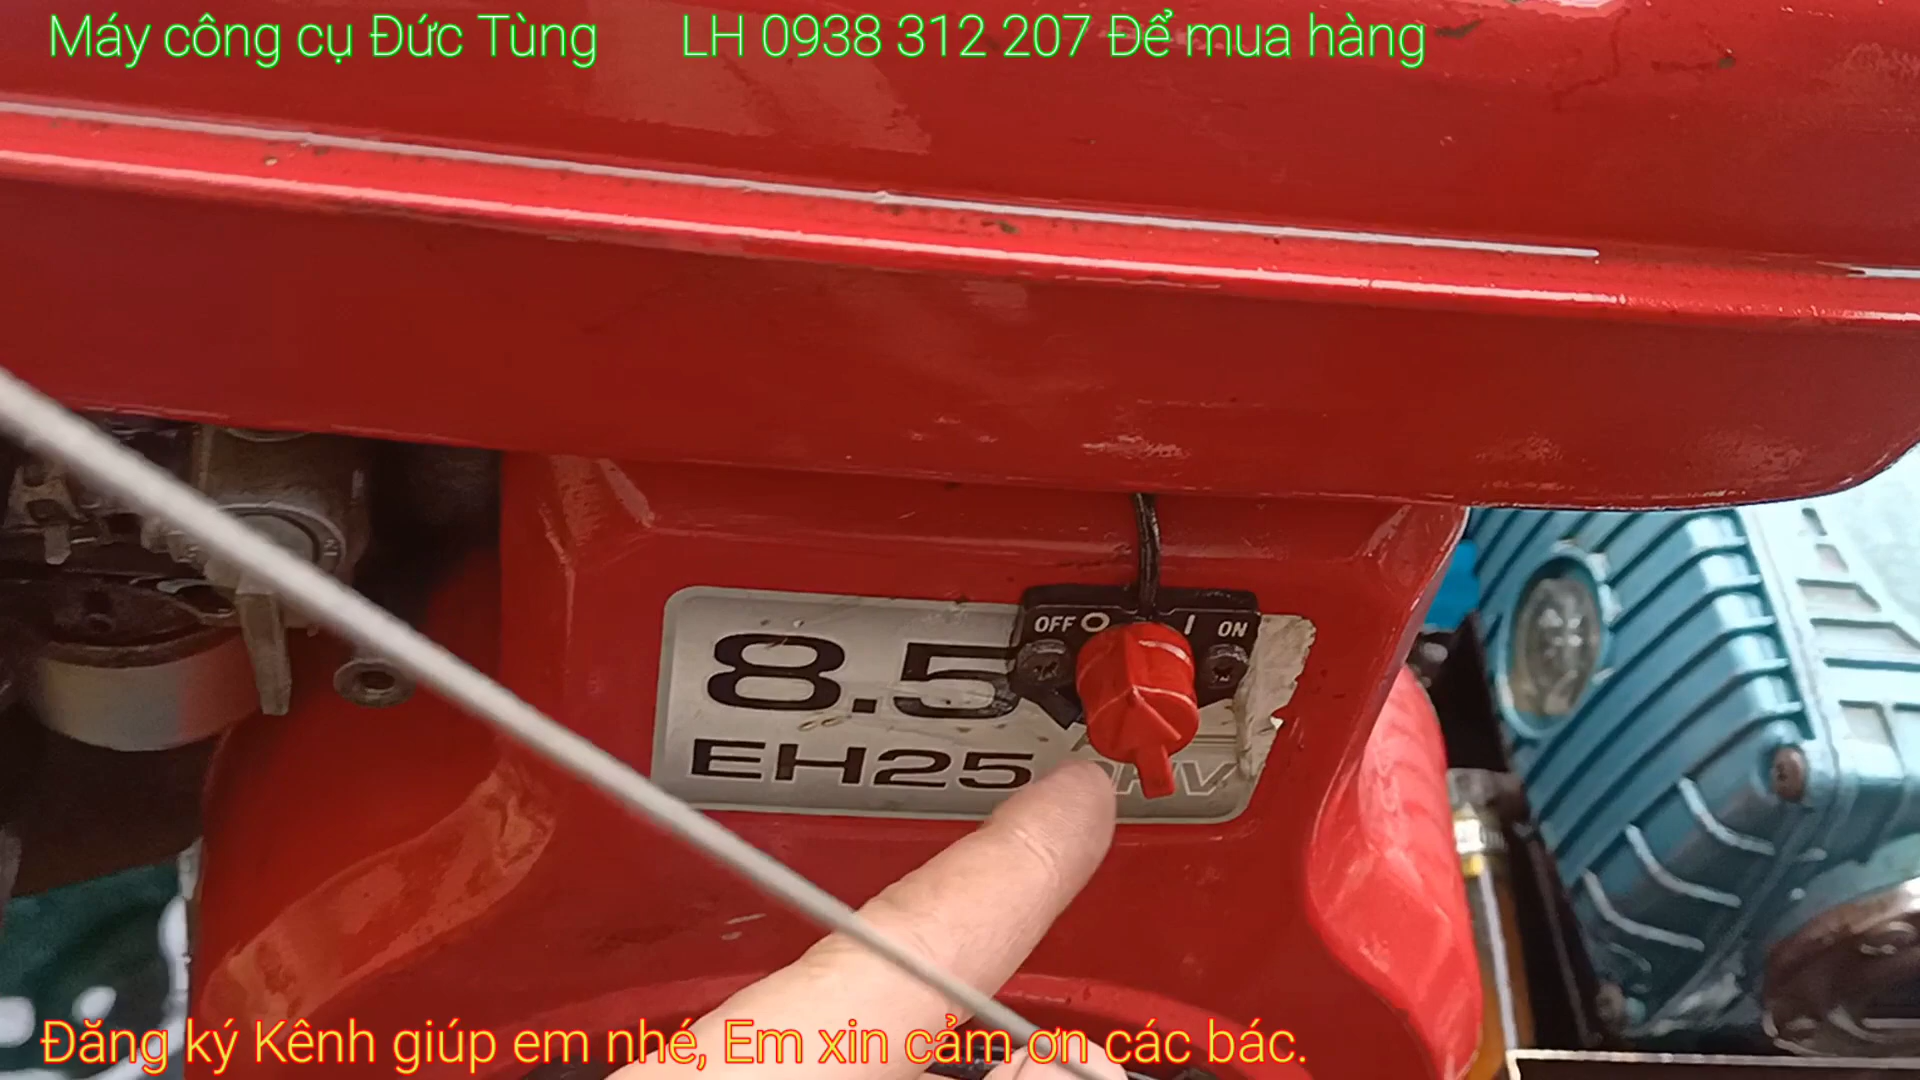 Máy công cụ Đức Tùng LH 0938 312 207 Để mua hàng
OFF O I ON
8.5
EH25 OHV
Đăng ký Kênh giúp em nhé, Em xin cảm ơn các bác.